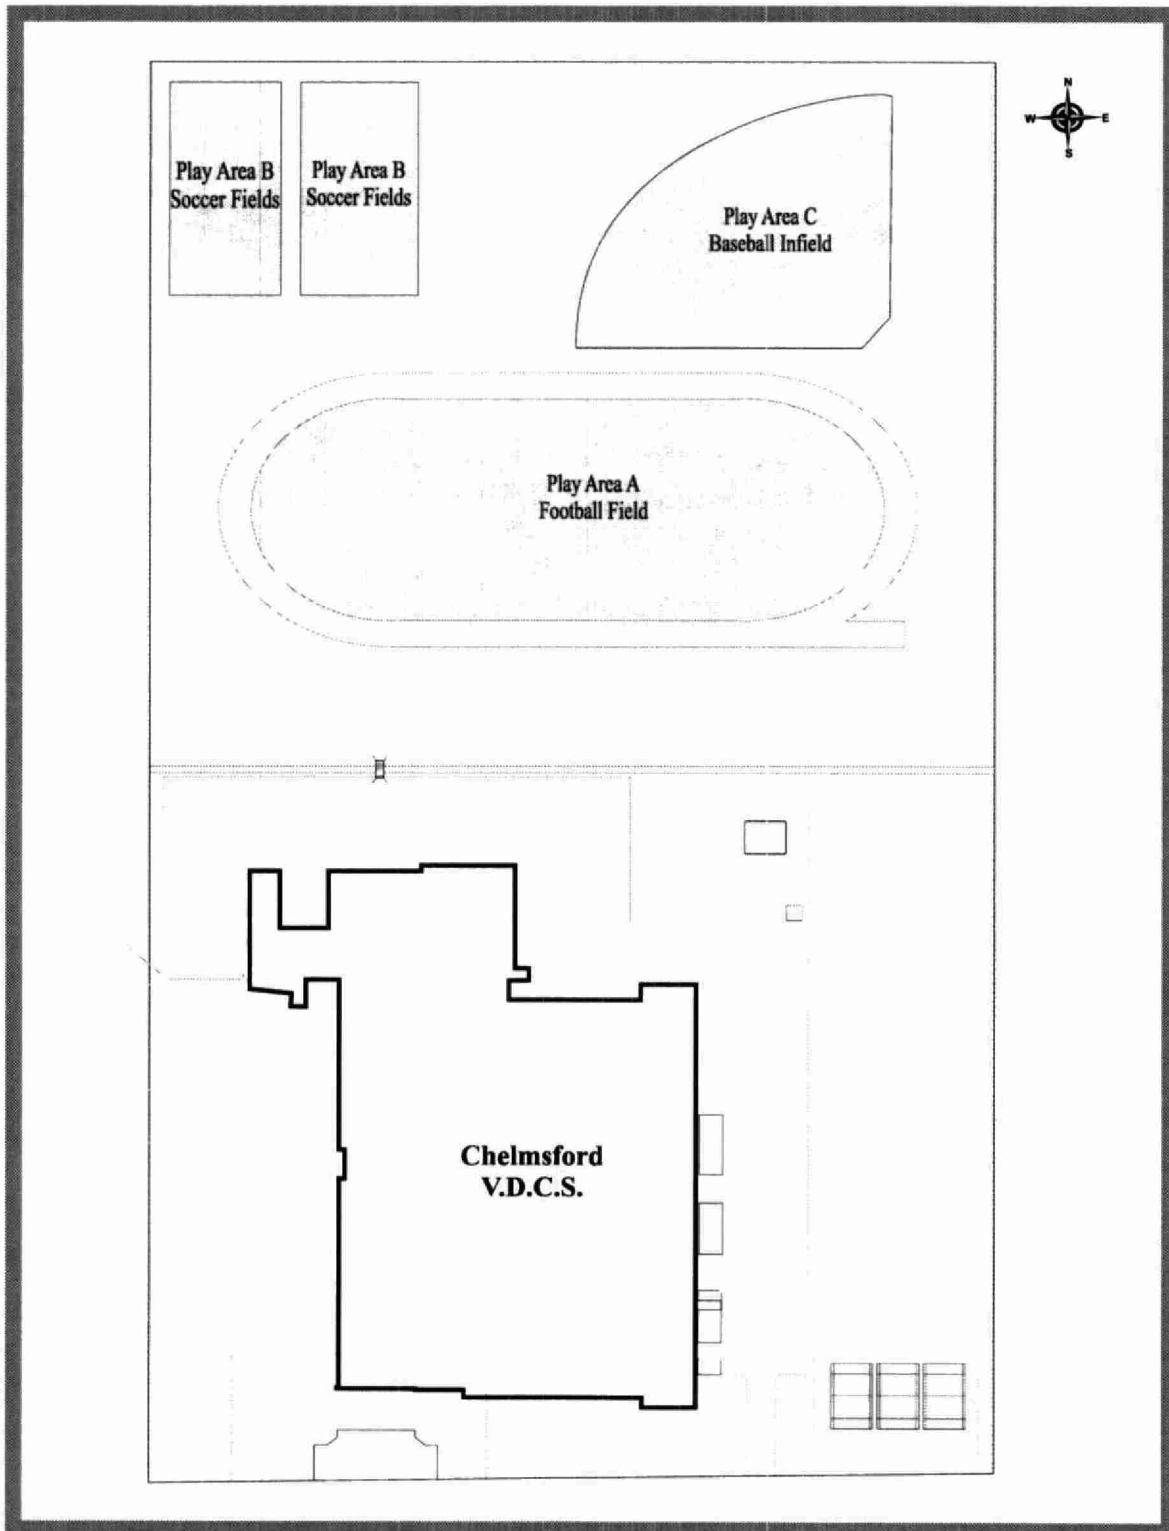 N
W E
S
Play Area B
Soccer Fields
Play Area B
Soccer Fields
Play Area C
Baseball Infield
Play Area A
Football Field
Chelmsford
V.D.C.S.